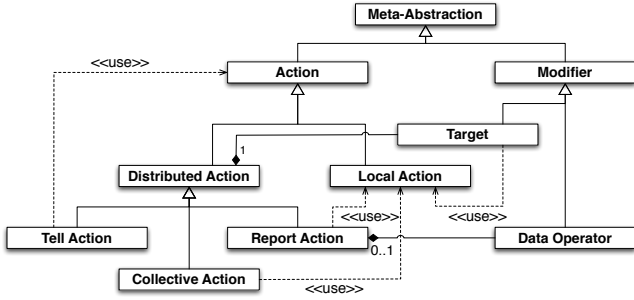 Meta-Abstraction
<<use>>
Action
Modifier
Target
1
Distributed Action
Local Action
<<use>>
<<use>>
Tell Action
Report Action
0..1
Data Operator
Collective Action
<<use>>